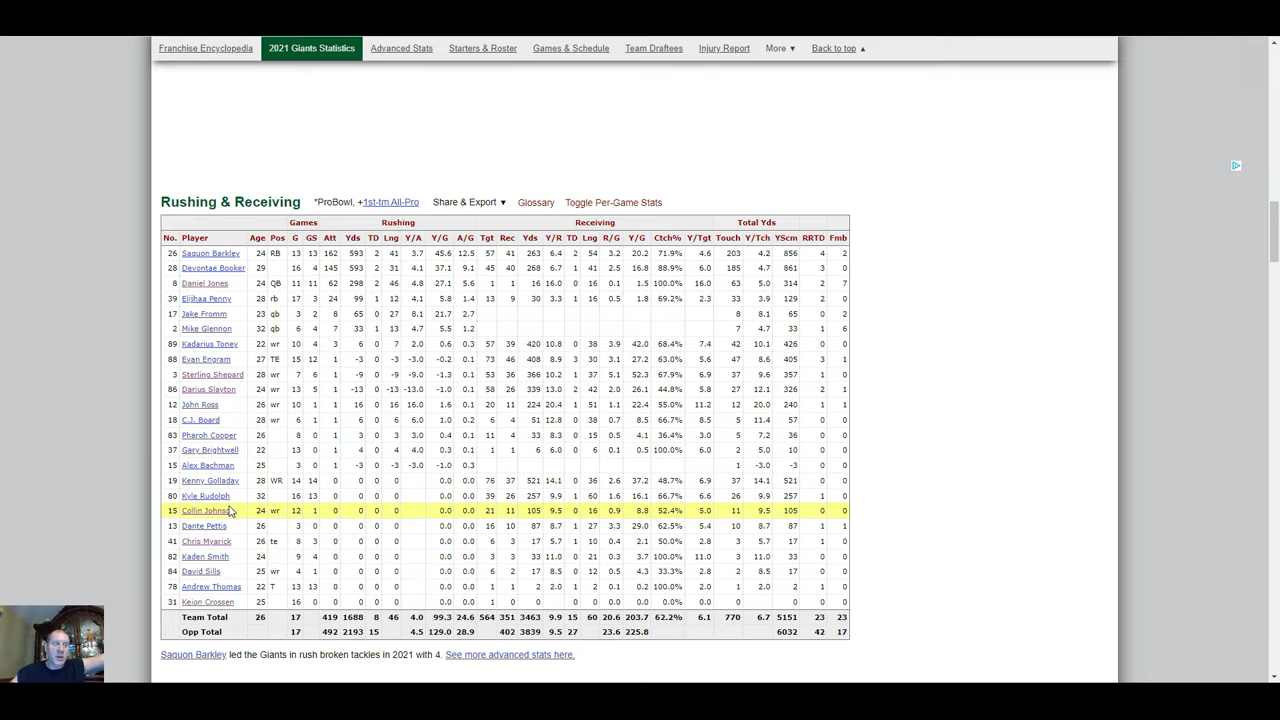 Franchise Encyclopedia 2021 Giants Statistics Advanced Stats Starters & Roster Games & Schedule Team Draftees Injury Report More ▼ Back to top ▲
Rushing & Receiving *ProBowl, +1st-tm All-Pro Share & Export ▼ Glossary Toggle Per-Game Stats
Games Rushing Receiving Total Yds
No. Player Age Pos G GS Att Yds TD Lng Y/A Y/G A/G Tgt Rec Yds Y/R TD Lng R/G Y/G Ctch% Y/Tgt Touch Y/Tch YScm RRTD Fmb
26 Saquon Barkley 24 RB 13 13 162 593 2 41 3.7 45.6 12.5 57 41 263 6.4 2 54 3.2 20.2 71.9% 4.6 203 4.2 856 4 2
28 Devontae Booker 29 16 4 145 593 2 31 4.1 37.1 9.1 45 40 268 6.7 1 41 2.5 16.8 88.9% 6.0 185 4.7 861 3 0
8 Daniel Jones 24 QB 11 11 62 298 2 46 4.8 27.1 5.6 1 1 16 16.0 0 16 0.1 1.5 100.0% 16.0 63 5.0 314 2 7
39 Elijhaa Penny 28 rb 17 3 24 99 1 12 4.1 5.8 1.4 13 9 30 3.3 1 16 0.5 1.8 69.2% 2.3 33 3.9 129 2 0
17 Jake Fromm 23 qb 3 2 8 65 0 27 8.1 21.7 2.7 8 8.1 65 0 2
2 Mike Glennon 32 qb 6 4 7 33 1 13 4.7 5.5 1.2 7 4.7 33 1 6
89 Kadarius Toney 22 wr 10 4 3 6 0 7 2.0 0.6 0.3 57 39 420 10.8 0 38 3.9 42.0 68.4% 7.4 42 10.1 426 0 0
88 Evan Engram 27 TE 15 12 1 -3 0 -3 -3.0 -0.2 0.1 73 46 408 8.9 3 30 3.1 27.2 63.0% 5.6 47 8.6 405 3 1
3 Sterling Shepard 28 wr 7 6 1 -9 0 -9 -9.0 -1.3 0.1 53 36 366 10.2 1 37 5.1 52.3 67.9% 6.9 37 9.6 357 1 0
86 Darius Slayton 24 wr 13 5 1 -13 0 -13 -13.0 -1.0 0.1 58 26 339 13.0 2 42 2.0 26.1 44.8% 5.8 27 12.1 326 2 1
12 John Ross 26 wr 10 1 1 16 0 16 16.0 1.6 0.1 20 11 224 20.4 1 51 1.1 22.4 55.0% 11.2 12 20.0 240 1 1
18 C.J. Board 28 wr 6 1 1 6 0 6 6.0 1.0 0.2 6 4 51 12.8 0 38 0.7 8.5 66.7% 8.5 5 11.4 57 0 0
83 Pharoh Cooper 26 8 0 1 3 0 3 3.0 0.4 0.1 11 4 33 8.3 0 15 0.5 4.1 36.4% 3.0 5 7.2 36 0 0
37 Gary Brightwell 22 13 0 1 4 0 4 4.0 0.3 0.1 1 1 6 6.0 0 6 0.1 0.5 100.0% 6.0 2 5.0 10 0 0
15 Alex Bachman 25 3 0 1 -3 0 -3 -3.0 -1.0 0.3 1 -3.0 -3 0 0
19 Kenny Golladay 28 WR 14 14 0 0 0 0 0.0 0.0 76 37 521 14.1 0 36 2.6 37.2 48.7% 6.9 37 14.1 521 0 0
80 Kyle Rudolph 32 16 13 0 0 0 0 0.0 0.0 39 26 257 9.9 1 60 1.6 16.1 66.7% 6.6 26 9.9 257 1 0
15 Collin Johnson 24 wr 12 1 0 0 0 0 0.0 0.0 21 11 105 9.5 0 16 0.9 8.8 52.4% 5.0 11 9.5 105 0 0
13 Dante Pettis 26 3 0 0 0 0 0 0.0 0.0 16 10 87 8.7 1 27 3.3 29.0 62.5% 5.4 10 8.7 87 1 1
41 Chris Myarick 26 te 8 3 0 0 0 0 0.0 0.0 6 3 17 5.7 1 10 0.4 2.1 50.0% 2.8 3 5.7 17 1 0
82 Kaden Smith 24 9 4 0 0 0 0 0.0 0.0 3 3 33 11.0 0 21 0.3 3.7 100.0% 11.0 3 11.0 33 0 0
84 David Sills 25 wr 4 1 0 0 0 0 0.0 0.0 6 2 17 8.5 0 12 0.5 4.3 33.3% 2.8 2 8.5 17 0 0
78 Andrew Thomas 22 T 13 13 0 0 0 0 0.0 0.0 1 1 2 2.0 1 2 0.1 0.2 100.0% 2.0 1 2.0 2 1 0
31 Keion Crossen 25 16 0 0 0 0 0 0.0 0.0 1 0 0 0 0 0.0 0.0 0.0% 0.0 0 0 0 0
Team Total 26 17 419 1688 8 46 4.0 99.3 24.6 564 351 3463 9.9 15 60 20.6 203.7 62.2% 6.1 770 6.7 5151 23 23
Opp Total 17 492 2193 15 4.5 129.0 28.9 402 3839 9.5 27 23.6 225.8 6032 42 17
Saquon Barkley led the Giants in rush broken tackles in 2021 with 4. See more advanced stats here.